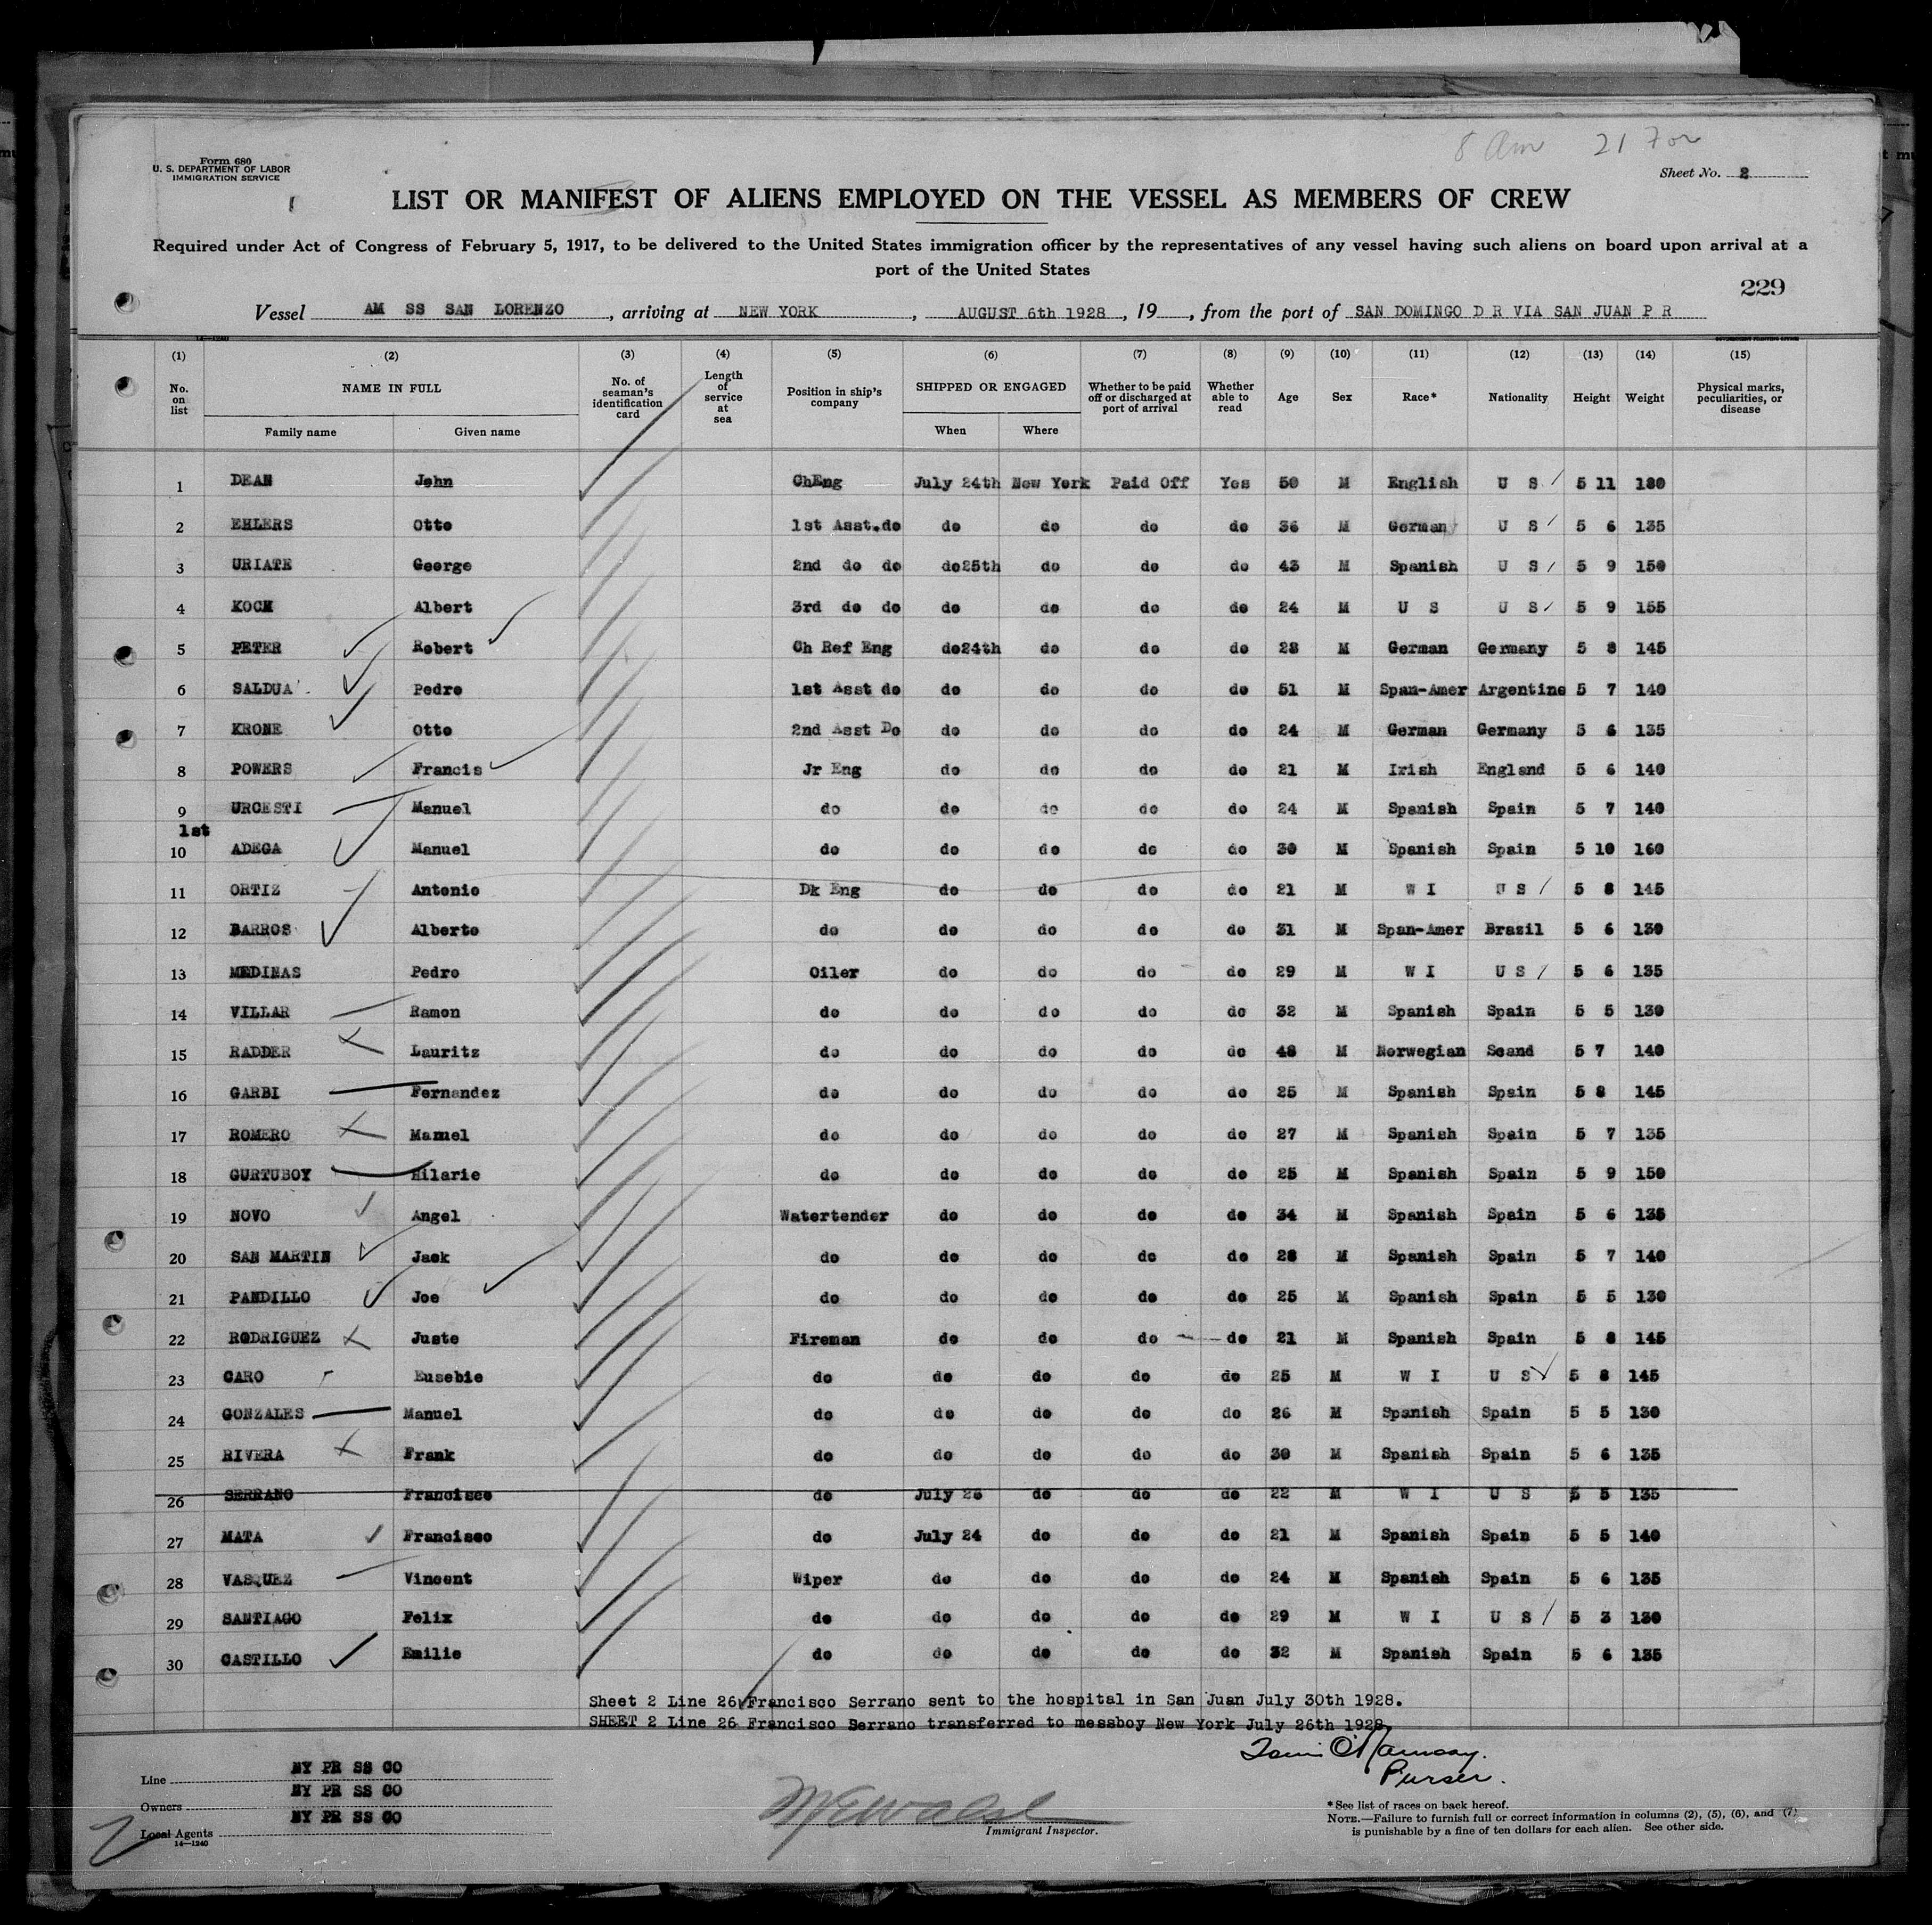 8 Am 21 For
Form 680
U. S. DEPARTMENT OF LABOR
IMMIGRATION SERVICE
Sheet No. 2
LIST OR MANIFEST OF ALIENS EMPLOYED ON THE VESSEL AS MEMBERS OF CREW
Required under Act of Congress of February 5, 1917, to be delivered to the United States immigration officer by the representatives of any vessel having such aliens on board upon arrival at a
port of the United States
229
Vessel AM SS SAN LORENZO, arriving at NEW YORK, AUGUST 6th 1928, 19, from the port of SAN DOMINGO D R VIA SAN JUAN P R
14-1240
(1) (2) (3) (4) (5) (6) (7) (8) (9) (10) (11) (12) (13) (14) (15)
No. on list NAME IN FULL No. of seaman's identification card Length of service at sea Position in ship's company SHIPPED OR ENGAGED Whether to be paid off or discharged at port of arrival Whether able to read Age Sex Race* Nationality Height Weight Physical marks, peculiarities, or disease
Family name Given name When Where
1 DEAN John ChEng July 24th New York Paid Off Yes 50 M English U S 5 11 180
2 EHLERS Otto 1st Asst.do do do do do 36 M German U S 5 6 135
3 URIATE George 2nd do do do25th do do do 43 M Spanish U S 5 9 150
4 KOCH Albert 3rd do do do do do do 24 M U S U S 5 9 155
5 PETER Robert Ch Ref Eng do24th do do do 28 M German Germany 5 8 145
6 SALDUA Pedro 1st Asst do do do do do 51 M Span-Amer Argentine 5 7 140
7 KRONE Otto 2nd Asst Do do do do do 24 M German Germany 5 6 135
8 POWERS Francis Jr Eng do do do do 21 M Irish England 5 6 140
9 URCESTI Manuel do do do do do 24 M Spanish Spain 5 7 140
1st
10 ADEGA Manuel do do do do do 30 M Spanish Spain 5 10 160
11 ORTIZ Antonio Dk Eng do do do do 21 M W I U S 5 8 145
12 BARROS Alberto do do do do do 31 M Span-Amer Brazil 5 6 130
13 MEDINAS Pedro Oiler do do do do 29 M W I U S 5 6 135
14 VILLAR Ramon do do do do do 32 M Spanish Spain 5 5 130
15 RADDER Lauritz do do do do do 48 M Norwegian Scand 5 7 140
16 GARBI Fernandez do do do do do 25 M Spanish Spain 5 8 145
17 ROMERO Manuel do do do do do 27 M Spanish Spain 5 7 135
18 GURTUBOY Hilario do do do do do 25 M Spanish Spain 5 9 150
19 NOVO Angel Watertender do do do do 34 M Spanish Spain 5 6 135
20 SAN MARTIN Jack do do do do do 28 M Spanish Spain 5 7 140
21 PANDILLO Joe do do do do do 25 M Spanish Spain 5 5 130
22 RODRIGUEZ Juste Fireman do do do do 21 M Spanish Spain 5 8 145
23 CARO Eusebio do do do do do 25 M W I U S 5 8 145
24 GONZALES Manuel do do do do do 26 M Spanish Spain 5 5 130
25 RIVERA Frank do do do do do 30 M Spanish Spain 5 6 135
26 SERRANO Francisco do July 26 do do do 22 M W I U S 5 5 135
27 MATA Francisco do July 24 do do do 21 M Spanish Spain 5 5 140
28 VASQUEZ Vincent Wiper do do do do 24 M Spanish Spain 5 6 135
29 SANTIAGO Felix do do do do do 29 M W I U S 5 3 130
30 CASTILLO Emilio do do do do do 32 M Spanish Spain 5 6 135
Sheet 2 Line 26 Francisco Serrano sent to the hospital in San Juan July 30th 1928.
SHEET 2 Line 26 Francisco Serrano transferred to messboy New York July 26th 1928
Purser.
Line NY PR SS CO
Owners NY PR SS CO
Local Agents NY PR SS CO
14-1240
Immigrant Inspector.
*See list of races on back hereof.
NOTE.—Failure to furnish full or correct information in columns (2), (5), (6), and (7)
is punishable by a fine of ten dollars for each alien. See other side.